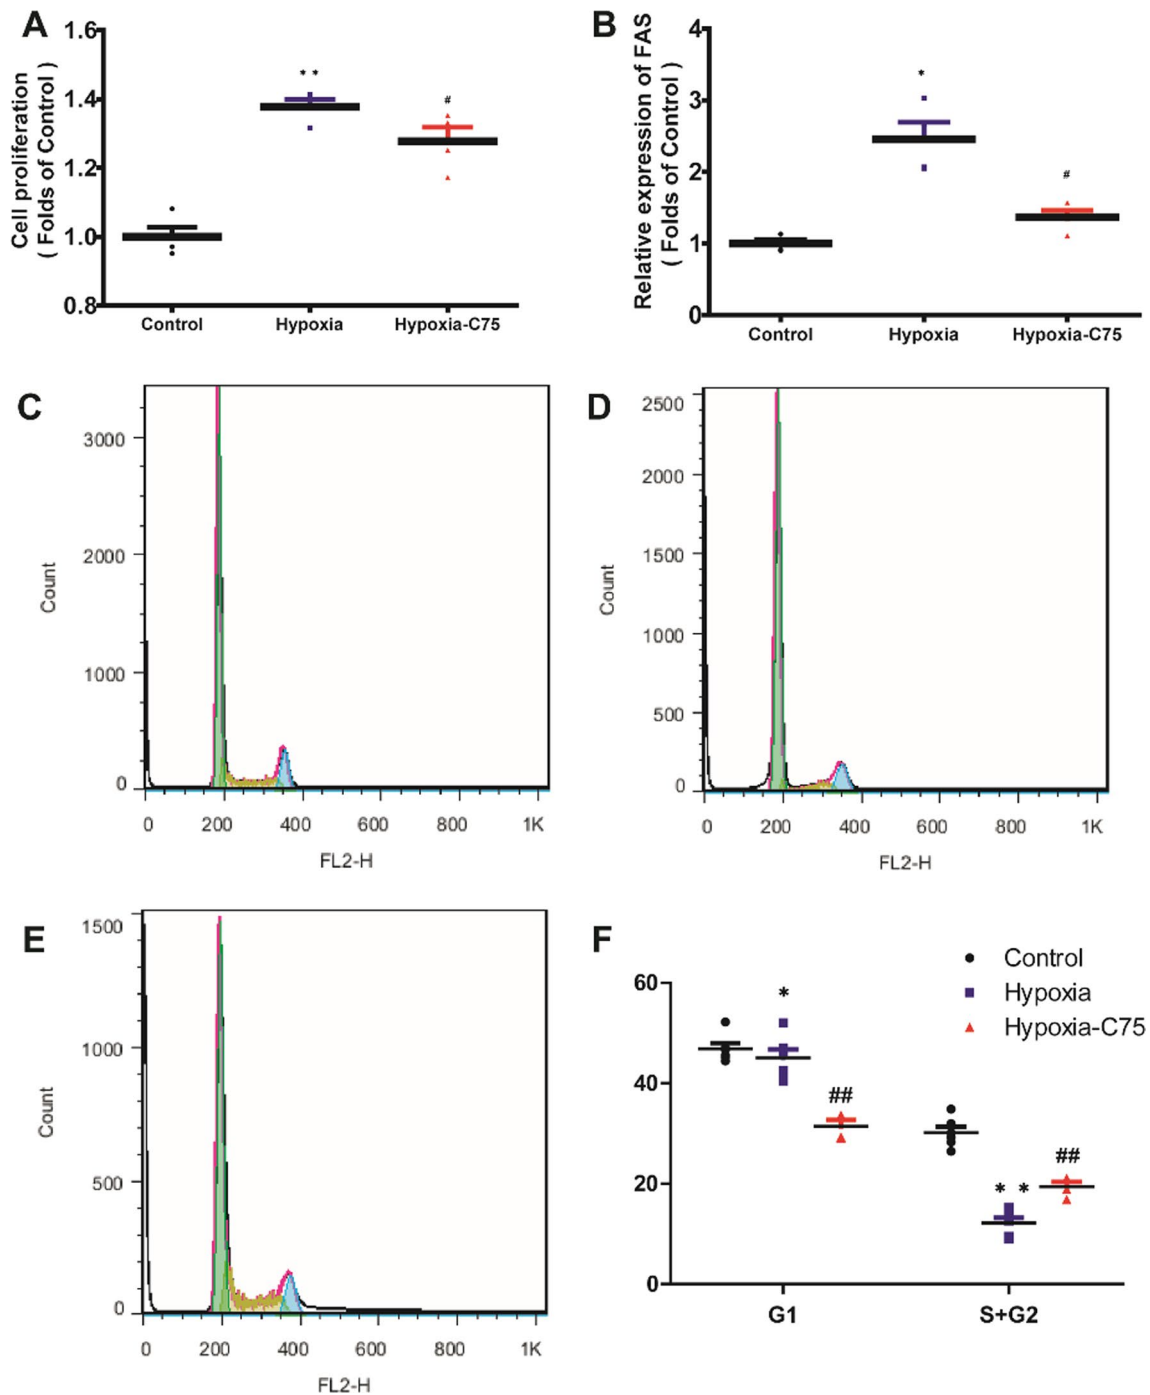 A
Cell proliferation
( Folds of Control )
1.6
1.4
1.2
1.0
0.8
* *
#
Control
Hypoxia
Hypoxia-C75
B
Relative expression of FAS
( Folds of Control )
4
3
2
1
0
*
#
Control
Hypoxia
Hypoxia-C75
C
Count
3000
2000
1000
0
0 200 400 600 800 1K
FL2-H
D
Count
2500
2000
1500
1000
500
0
0 200 400 600 800 1K
FL2-H
E
Count
1500
1000
500
0
0 200 400 600 800 1K
FL2-H
F
Control
Hypoxia
Hypoxia-C75
60
40
20
0
*
##
* *
##
G1
S+G2